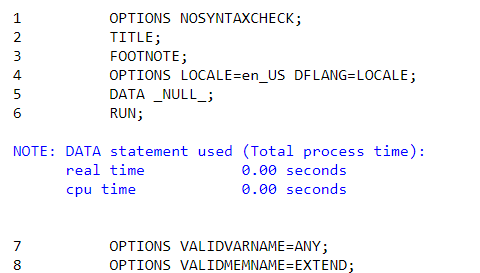 1 OPTIONS NOSYNTAXCHECK;
2 TITLE;
3 FOOTNOTE;
4 OPTIONS LOCALE=en_US DFLANG=LOCALE;
5 DATA _NULL_;
6 RUN;
NOTE: DATA statement used (Total process time):
real time 0.00 seconds
cpu time 0.00 seconds
7 OPTIONS VALIDVARNAME=ANY;
8 OPTIONS VALIDMEMNAME=EXTEND;